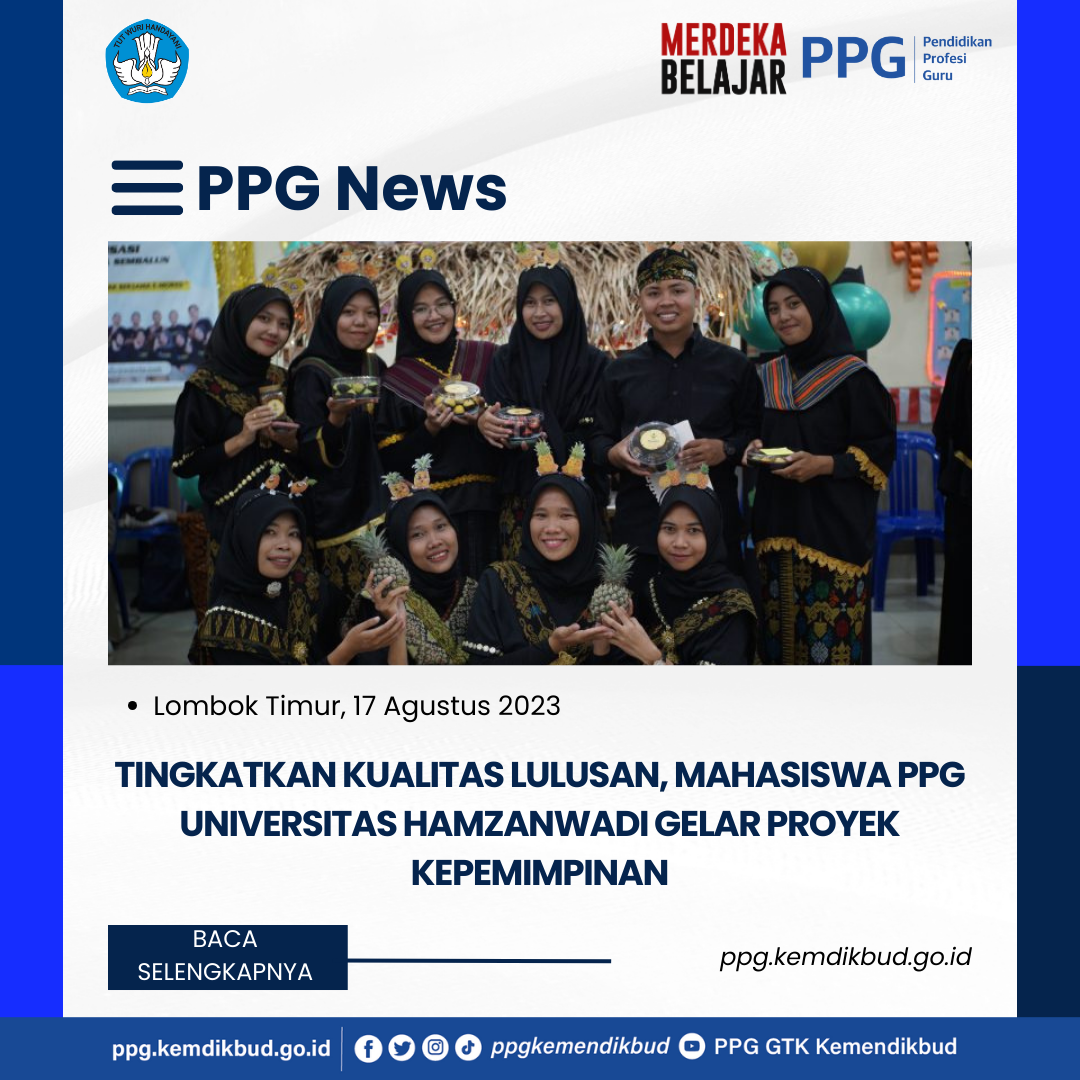 TUT WURI HANDAYANI
MERDEKA
BELAJAR
PPG
Pendidikan
Profesi
Guru
PPG News
SEMBALUN
• Lombok Timur, 17 Agustus 2023
TINGKATKAN KUALITAS LULUSAN, MAHASISWA PPG
UNIVERSITAS HAMZANWADI GELAR PROYEK
KEPEMIMPINAN
BACA
SELENGKAPNYA
ppg.kemdikbud.go.id
ppg.kemdikbud.go.id
ppgkemendikbud
PPG GTK Kemendikbud